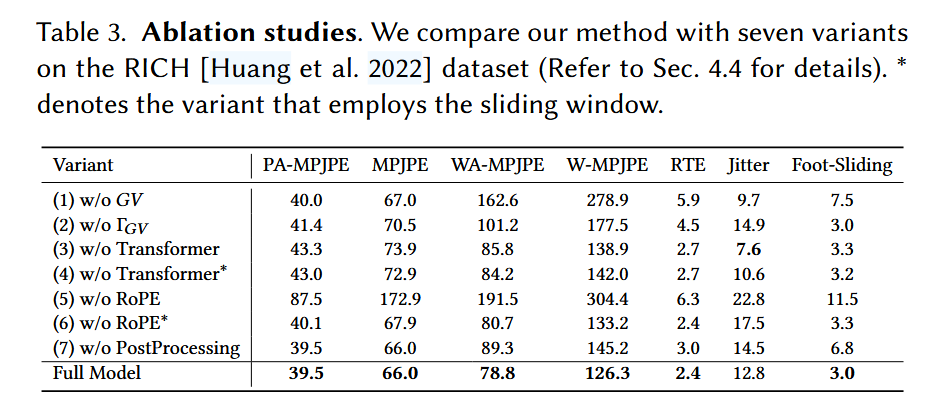 Table 3. Ablation studies. We compare our method with seven variants
on the RICH [Huang et al. 2022] dataset (Refer to Sec. 4.4 for details). *
denotes the variant that employs the sliding window.
Variant PA-MPJPE MPJPE WA-MPJPE W-MPJPE RTE Jitter Foot-Sliding
(1) w/o GV 40.0 67.0 162.6 278.9 5.9 9.7 7.5
(2) w/o Γ_GV 41.4 70.5 101.2 177.5 4.5 14.9 3.0
(3) w/o Transformer 43.3 73.9 85.8 138.9 2.7 7.6 3.3
(4) w/o Transformer* 43.0 72.9 84.2 142.0 2.7 10.6 3.2
(5) w/o RoPE 87.5 172.9 191.5 304.4 6.3 22.8 11.5
(6) w/o RoPE* 40.1 67.9 80.7 133.2 2.4 17.5 3.3
(7) w/o PostProcessing 39.5 66.0 89.3 145.2 3.0 14.5 6.8
Full Model 39.5 66.0 78.8 126.3 2.4 12.8 3.0